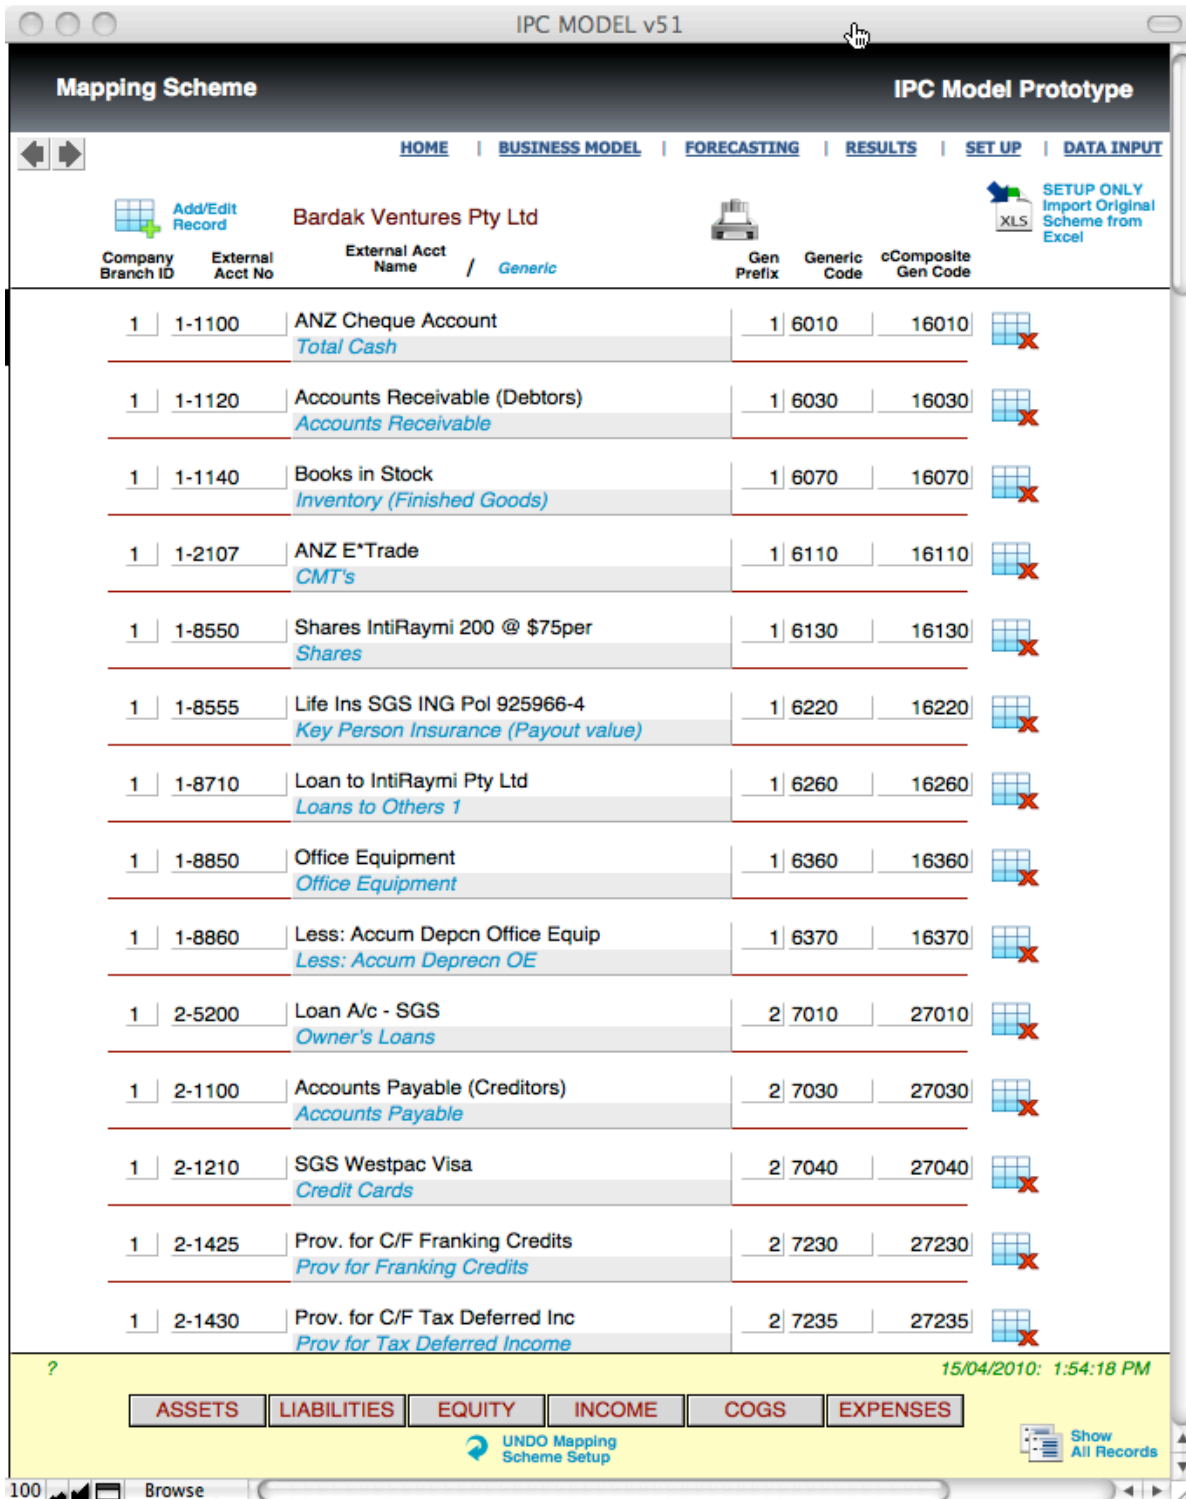 IPC MODEL v51
Mapping Scheme IPC Model Prototype
HOME | BUSINESS MODEL | FORECASTING | RESULTS | SET UP | DATA INPUT
Add/Edit Record Bardak Ventures Pty Ltd XLS SETUP ONLY Import Original Scheme from Excel
Company Branch ID External Acct No External Acct Name / Generic Gen Prefix Generic Code cComposite Gen Code
1 1-1100 ANZ Cheque Account 1 6010 16010
Total Cash
1 1-1120 Accounts Receivable (Debtors) 1 6030 16030
Accounts Receivable
1 1-1140 Books in Stock 1 6070 16070
Inventory (Finished Goods)
1 1-2107 ANZ E*Trade 1 6110 16110
CMT's
1 1-8550 Shares IntiRaymi 200 @ $75per 1 6130 16130
Shares
1 1-8555 Life Ins SGS ING Pol 925966-4 1 6220 16220
Key Person Insurance (Payout value)
1 1-8710 Loan to IntiRaymi Pty Ltd 1 6260 16260
Loans to Others 1
1 1-8850 Office Equipment 1 6360 16360
Office Equipment
1 1-8860 Less: Accum Depcn Office Equip 1 6370 16370
Less: Accum Deprecn OE
1 2-5200 Loan A/c - SGS 2 7010 27010
Owner's Loans
1 2-1100 Accounts Payable (Creditors) 2 7030 27030
Accounts Payable
1 2-1210 SGS Westpac Visa 2 7040 27040
Credit Cards
1 2-1425 Prov. for C/F Franking Credits 2 7230 27230
Prov for Franking Credits
1 2-1430 Prov. for C/F Tax Deferred Inc 2 7235 27235
Prov for Tax Deferred Income
? 15/04/2010: 1:54:18 PM
ASSETS LIABILITIES EQUITY INCOME COGS EXPENSES
UNDO Mapping Scheme Setup Show All Records
100 Browse